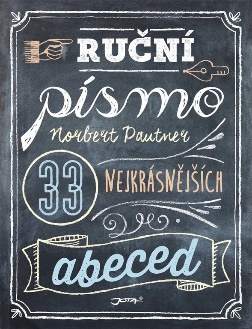 RUČNÍ
písmo
Norbert Pautner
33 NEJKRÁSNĚJŠÍCH
abeced
JOTA